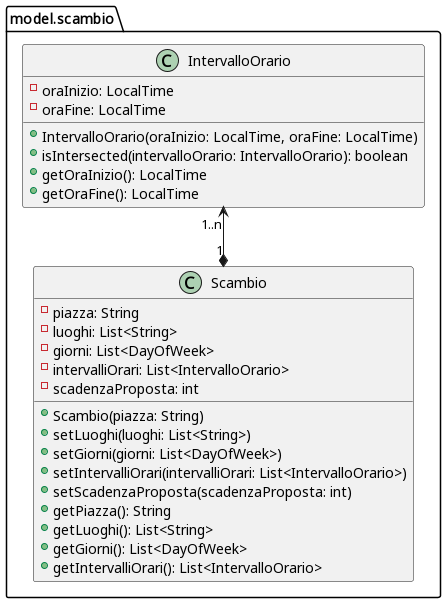 model.scambio
C IntervalloOrario
oraInizio: LocalTime
oraFine: LocalTime
IntervalloOrario(oraInizio: LocalTime, oraFine: LocalTime)
isIntersected(intervalloOrario: IntervalloOrario): boolean
getOraInizio(): LocalTime
getOraFine(): LocalTime
1..n
1
C Scambio
piazza: String
luoghi: List<String>
giorni: List<DayOfWeek>
intervalliOrari: List<IntervalloOrario>
scadenzaProposta: int
Scambio(piazza: String)
setLuoghi(luoghi: List<String>)
setGiorni(giorni: List<DayOfWeek>)
setIntervalliOrari(intervalliOrari: List<IntervalloOrario>)
setScadenzaProposta(scadenzaProposta: int)
getPiazza(): String
getLuoghi(): List<String>
getGiorni(): List<DayOfWeek>
getIntervalliOrari(): List<IntervalloOrario>